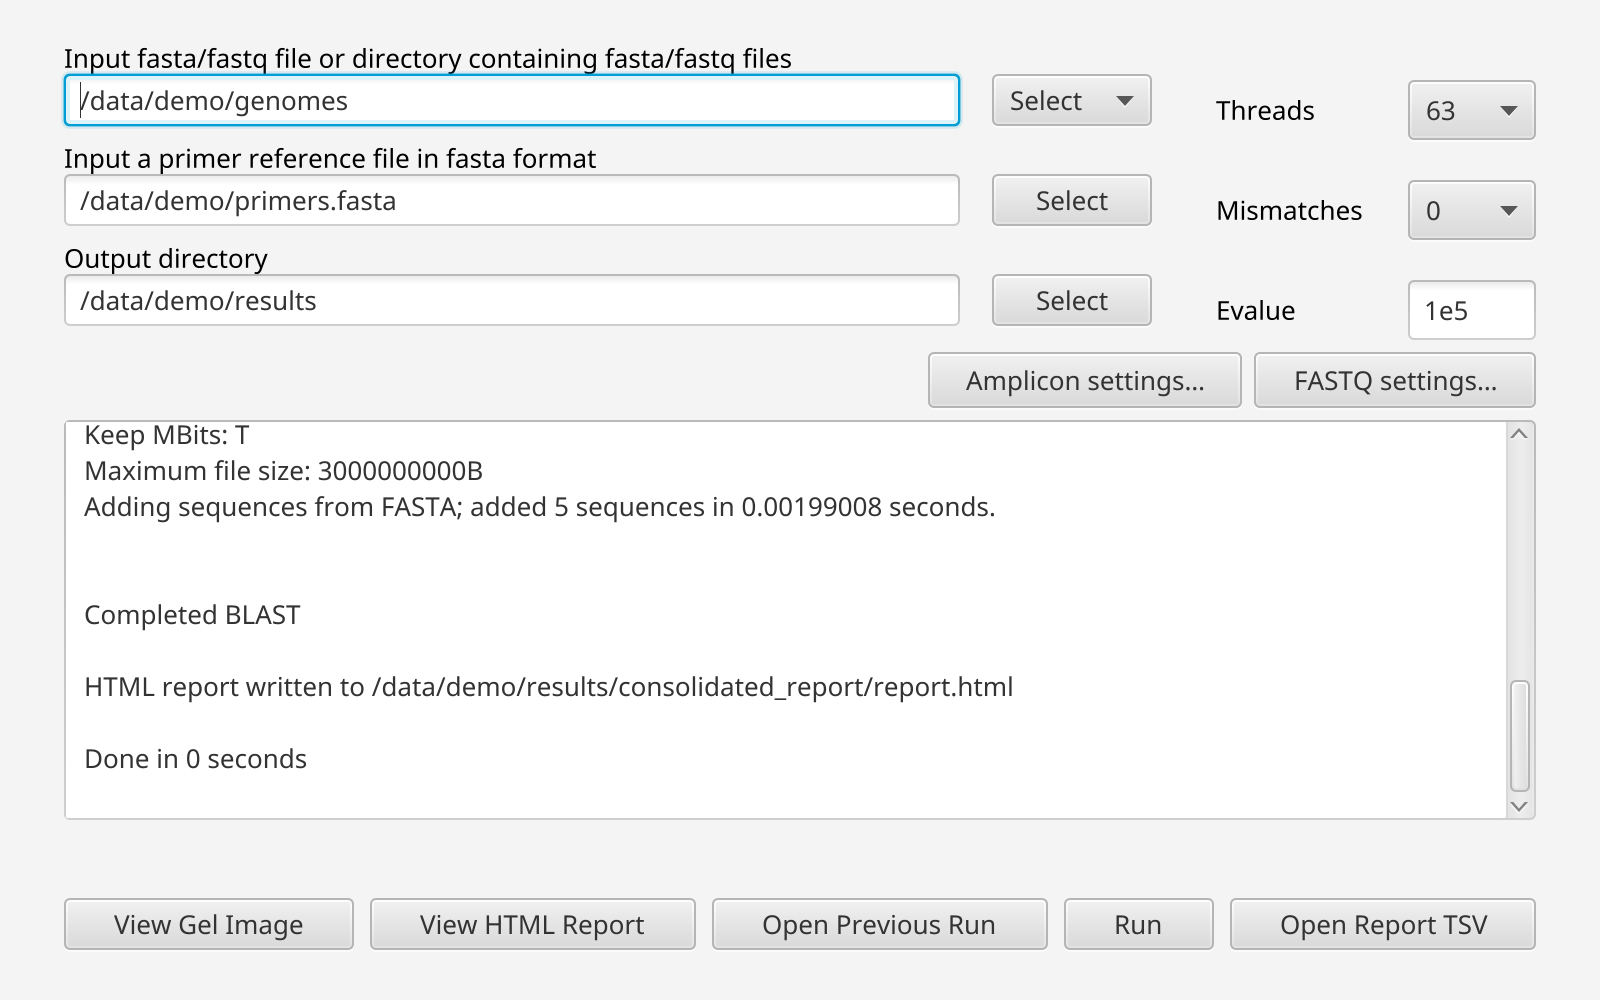 Input fasta/fastq file or directory containing fasta/fastq files
/data/demo/genomes
Select
Threads
63
Input a primer reference file in fasta format
/data/demo/primers.fasta
Select
Mismatches
0
Output directory
/data/demo/results
Select
Evalue
1e5
Amplicon settings...
FASTQ settings...
Keep MBits: T
Maximum file size: 3000000000B
Adding sequences from FASTA; added 5 sequences in 0.00199008 seconds.
Completed BLAST
HTML report written to /data/demo/results/consolidated_report/report.html
Done in 0 seconds
View Gel Image
View HTML Report
Open Previous Run
Run
Open Report TSV